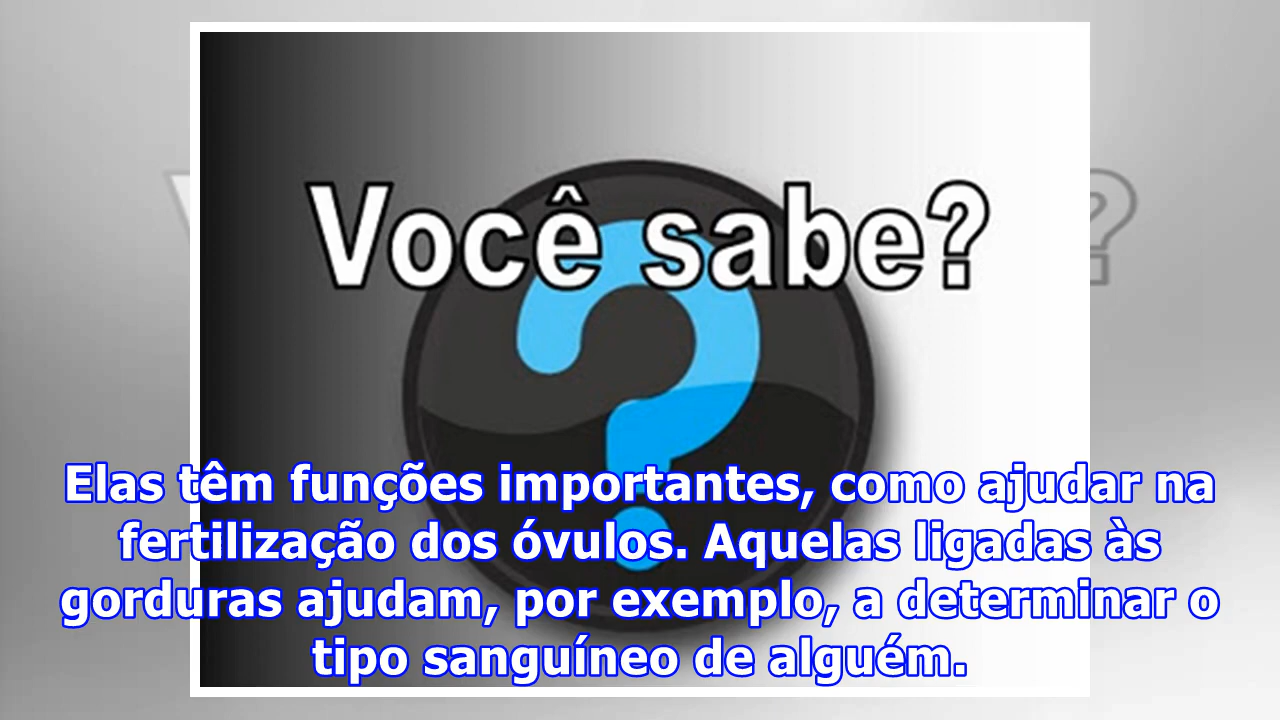 Você sabe?
Elas têm funções importantes, como ajudar na
fertilização dos óvulos. Aquelas ligadas às
gorduras ajudam, por exemplo, a determinar o
tipo sanguíneo de alguém.